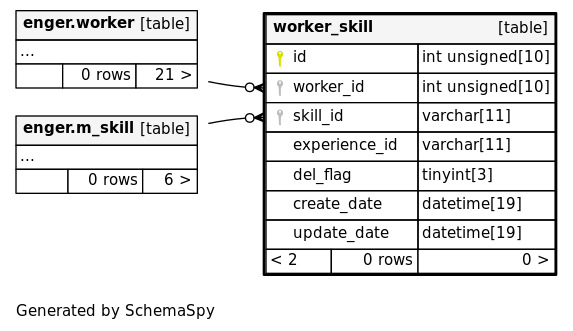 enger.worker [table]
...
0 rows 21 >
enger.m_skill [table]
...
0 rows 6 >
worker_skill [table]
id int unsigned[10]
worker_id int unsigned[10]
skill_id varchar[11]
experience_id varchar[11]
del_flag tinyint[3]
create_date datetime[19]
update_date datetime[19]
< 2 0 rows 0 >
Generated by SchemaSpy